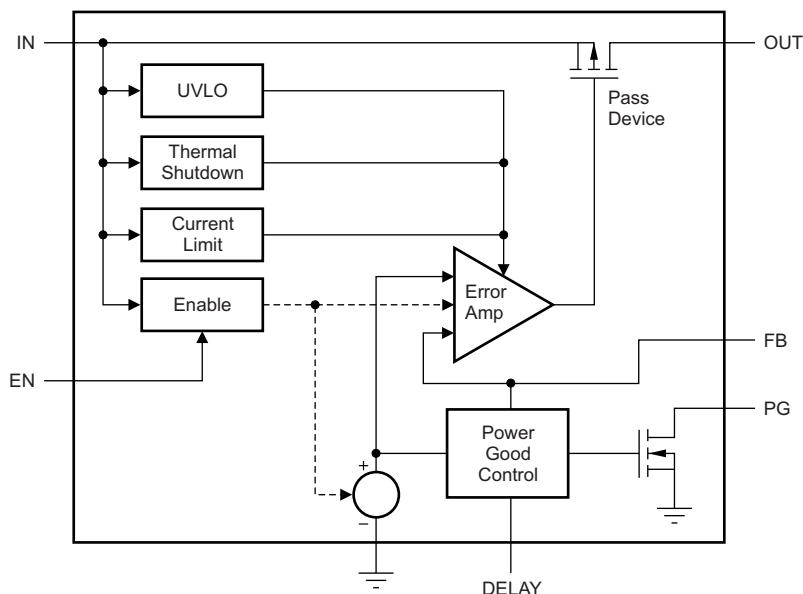 IN
OUT
UVLO
Pass
Device
Thermal
Shutdown
Current
Limit
Enable
Error
Amp
FB
EN
PG
Power
Good
Control
+
–
DELAY